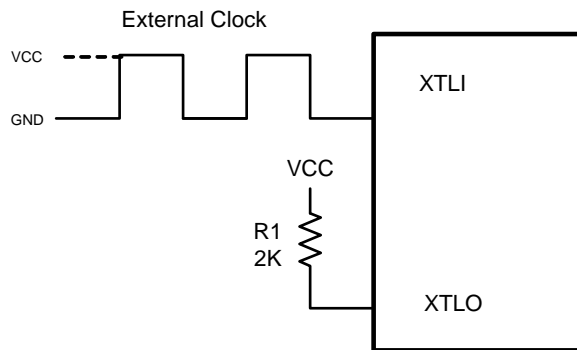 External Clock
VCC
GND
XTLI
VCC
R1
2K
XTLO